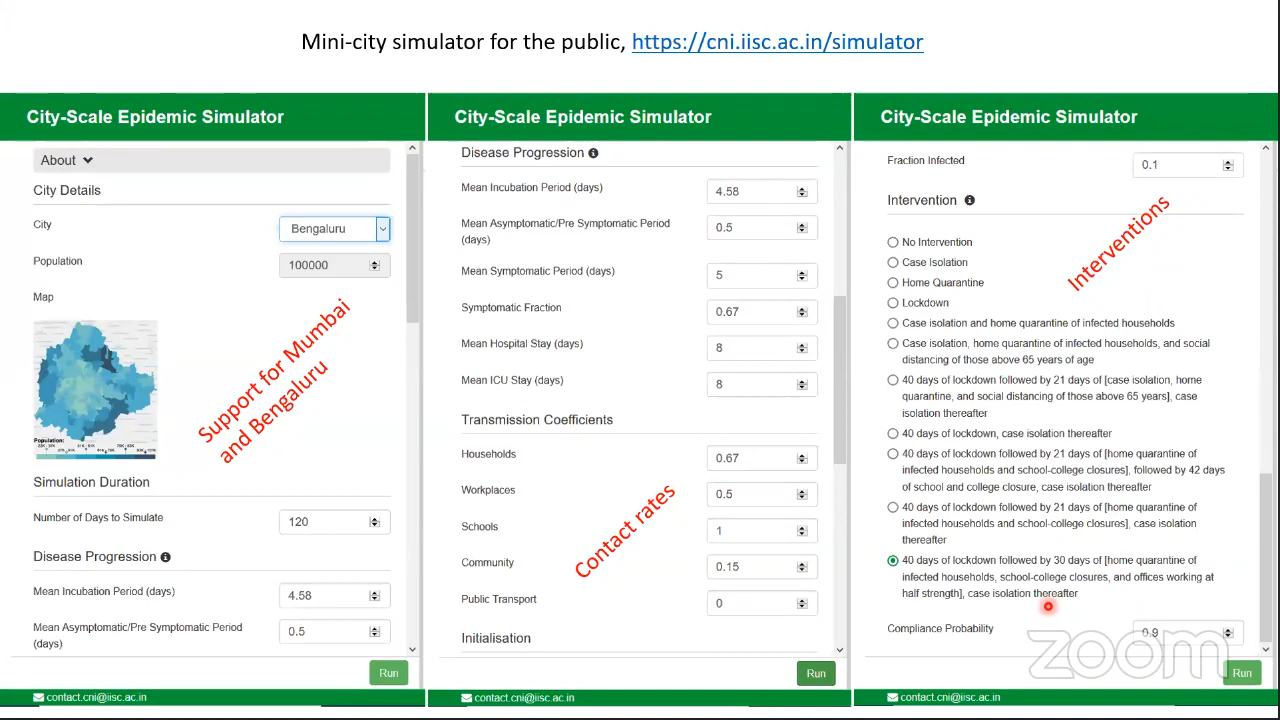 Mini-city simulator for the public, https://cni.iisc.ac.in/simulator
City-Scale Epidemic Simulator
About
City Details
City
Bengaluru
Population
100000
Map
Population:
Support for Mumbai
and Bengaluru
Simulation Duration
Number of Days to Simulate
120
Disease Progression
Mean Incubation Period (days)
4.58
Mean Asymptomatic/Pre Symptomatic Period
(days)
0.5
Run
contact.cni@iisc.ac.in
City-Scale Epidemic Simulator
Disease Progression
Mean Incubation Period (days)
4.58
Mean Asymptomatic/Pre Symptomatic Period
(days)
0.5
Mean Symptomatic Period (days)
5
Symptomatic Fraction
0.67
Mean Hospital Stay (days)
8
Mean ICU Stay (days)
8
Transmission Coefficients
Households
0.67
Workplaces
0.5
Schools
1
Community
0.15
Public Transport
0
Contact rates
Initialisation
Run
contact.cni@iisc.ac.in
City-Scale Epidemic Simulator
Fraction Infected
0.1
Intervention
Interventions
No Intervention
Case Isolation
Home Quarantine
Lockdown
Case isolation and home quarantine of infected households
Case isolation, home quarantine of infected households, and social
distancing of those above 65 years of age
40 days of lockdown followed by 21 days of [case isolation, home
quarantine, and social distancing of those above 65 years], case
isolation thereafter
40 days of lockdown, case isolation thereafter
40 days of lockdown followed by 21 days of [home quarantine of
infected households and school-college closures], followed by 42 days
of school and college closure, case isolation thereafter
40 days of lockdown followed by 21 days of [home quarantine of
infected households and school-college closures], case isolation
thereafter
40 days of lockdown followed by 30 days of [home quarantine of
infected households, school-college closures, and offices working at
half strength], case isolation thereafter
Compliance Probability
0.9
zoom
Run
contact.cni@iisc.ac.in